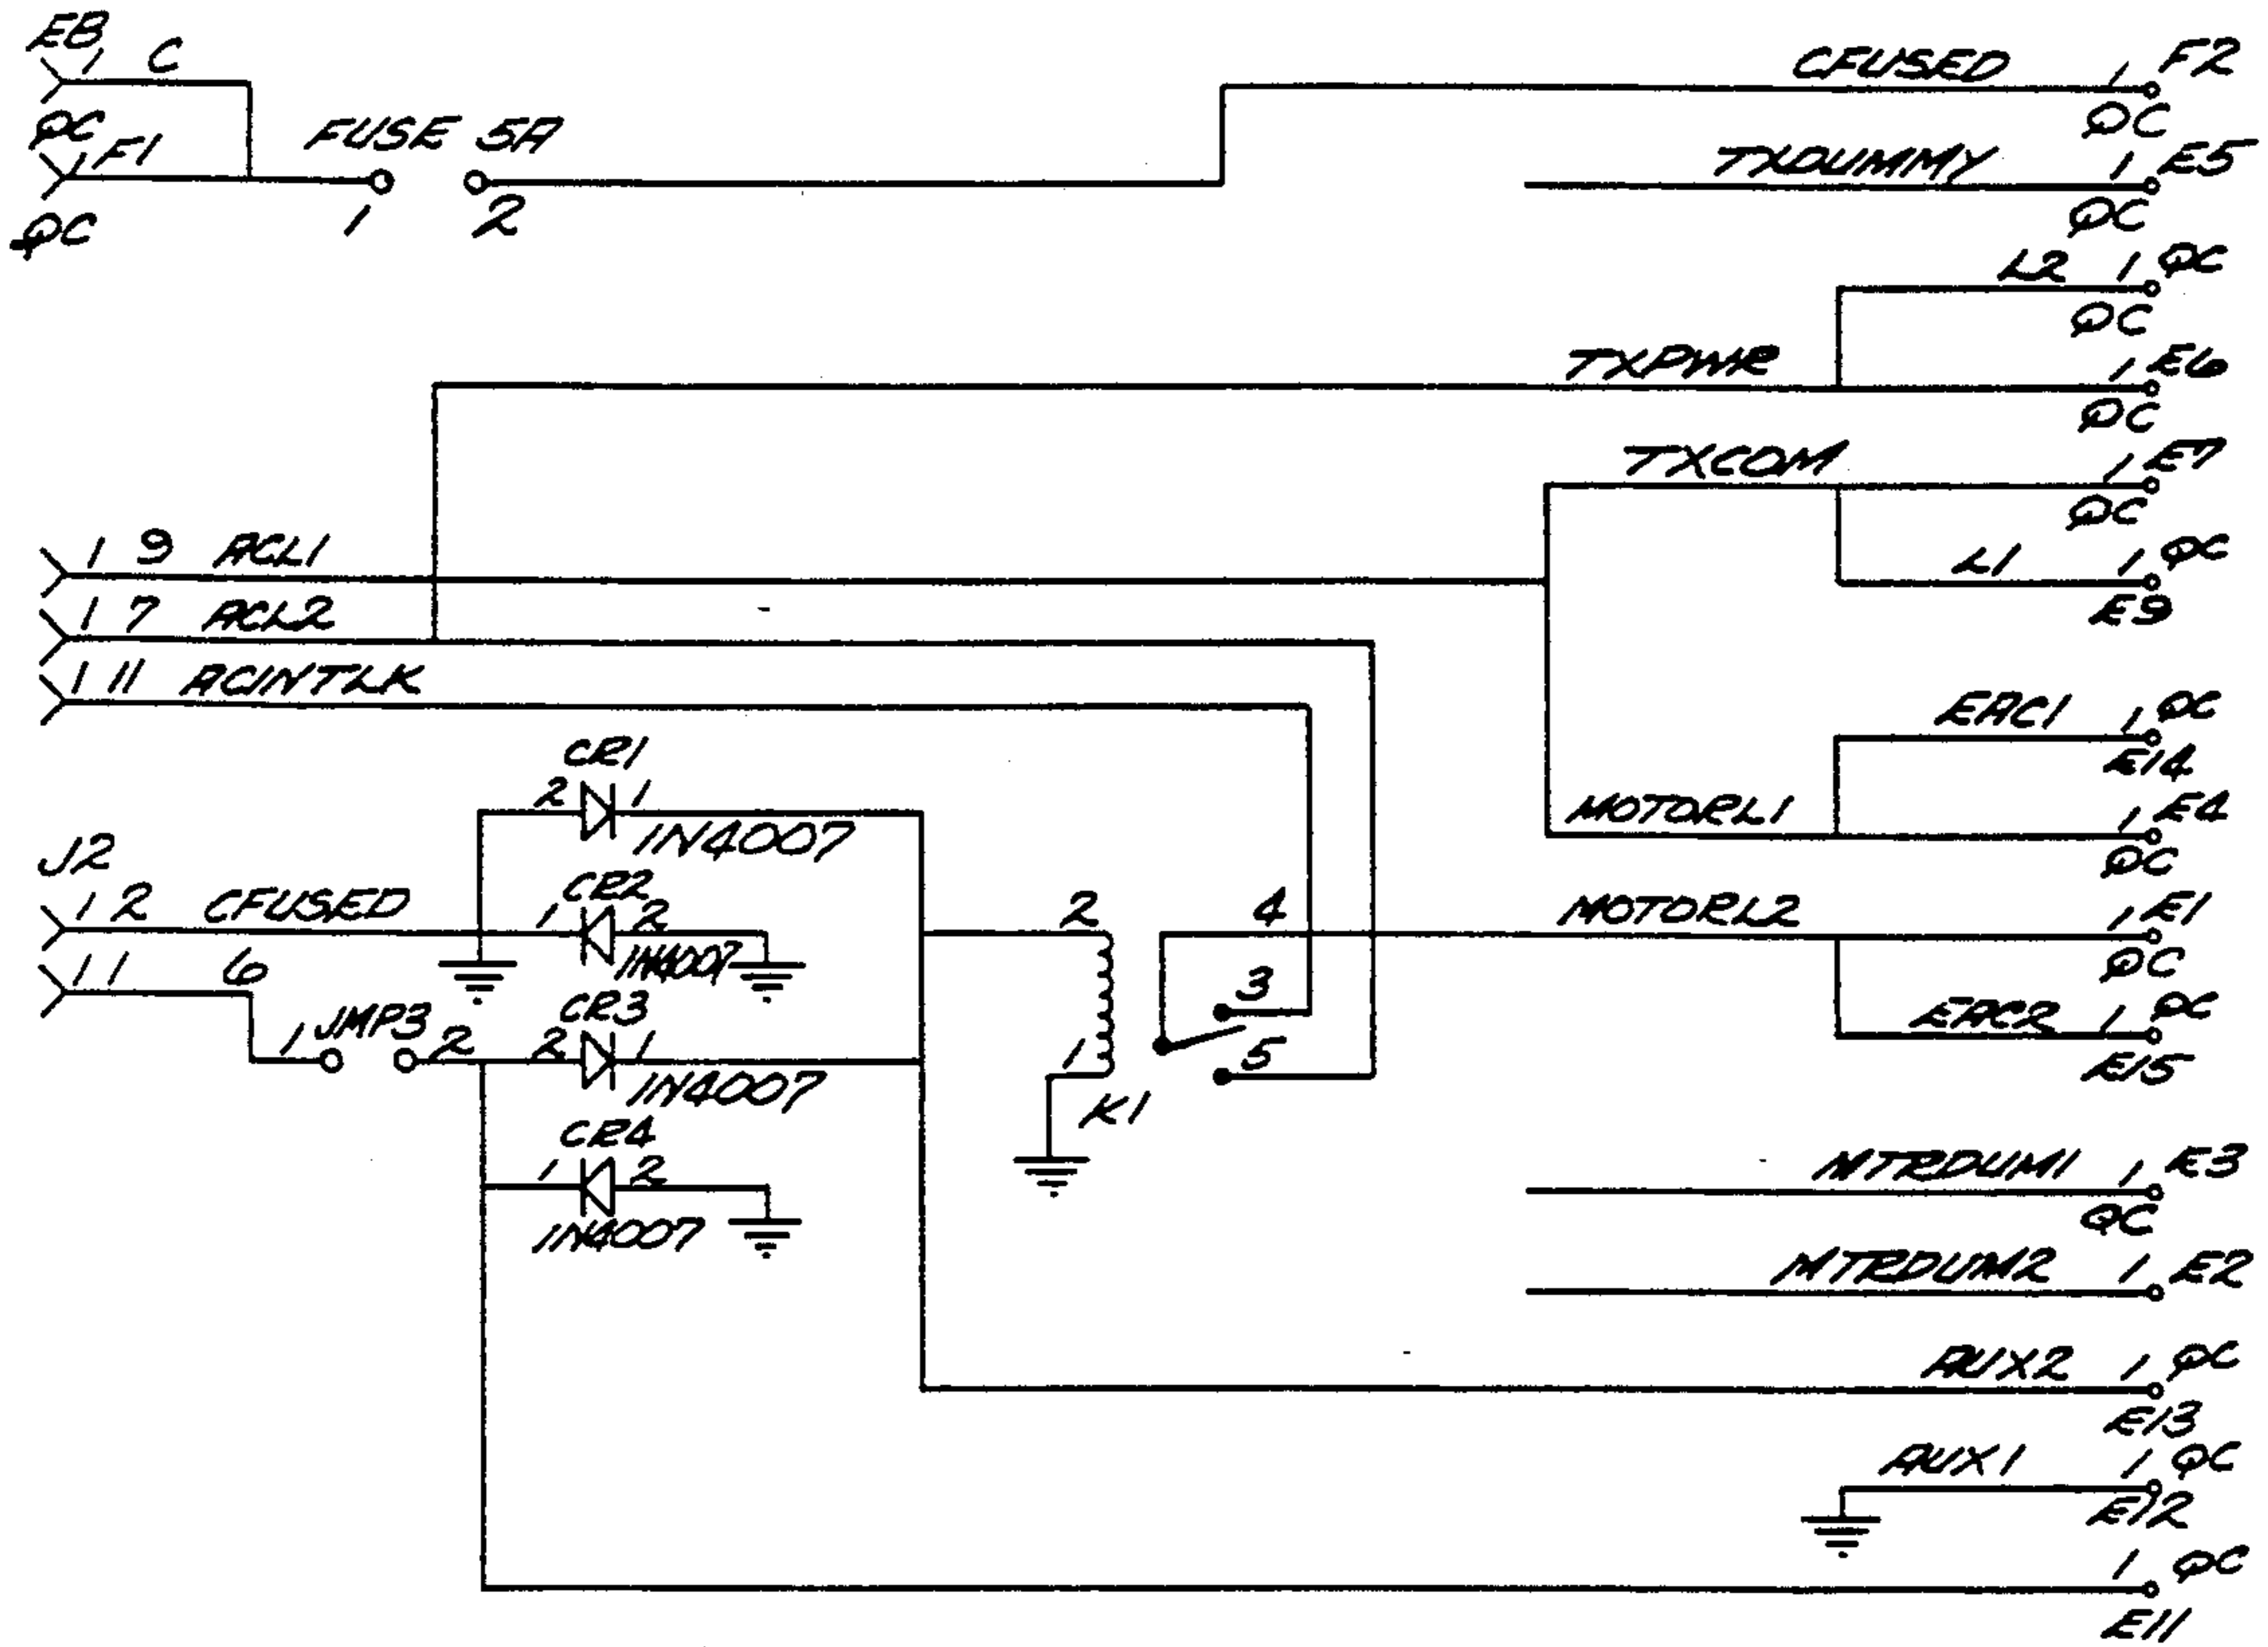 E8
1 C
QC
1 F1
QC
FUSE 5A
1 2
CFUSED 1 F2
QC
TXDUMMY 1 E5
QC
L2 1 QC
QC
TXPWR 1 E6
QC
TXCOM 1 E7
QC
L1 1 QC
E9
1 9 ACL1
1 7 ACL2
1 11 ACINTLK
EAC1 1 QC
E14
MOTORL1 1 E4
QC
CR1
2 1
1N4007
J2
1 2 CFUSED
CR2
1 2
1N4007
1 1 6
1 JMP3 2
CR3
2 1
1N4007
CR4
1 2
1N4007
2
1
K1
4
3
5
MOTORL2 1 E1
QC
EAC2 1 QC
E15
MTRDUM1 1 E3
QC
MTRDUM2 1 E2
AUX2 1 QC
E13
AUX1 1 QC
E12
1 QC
E11